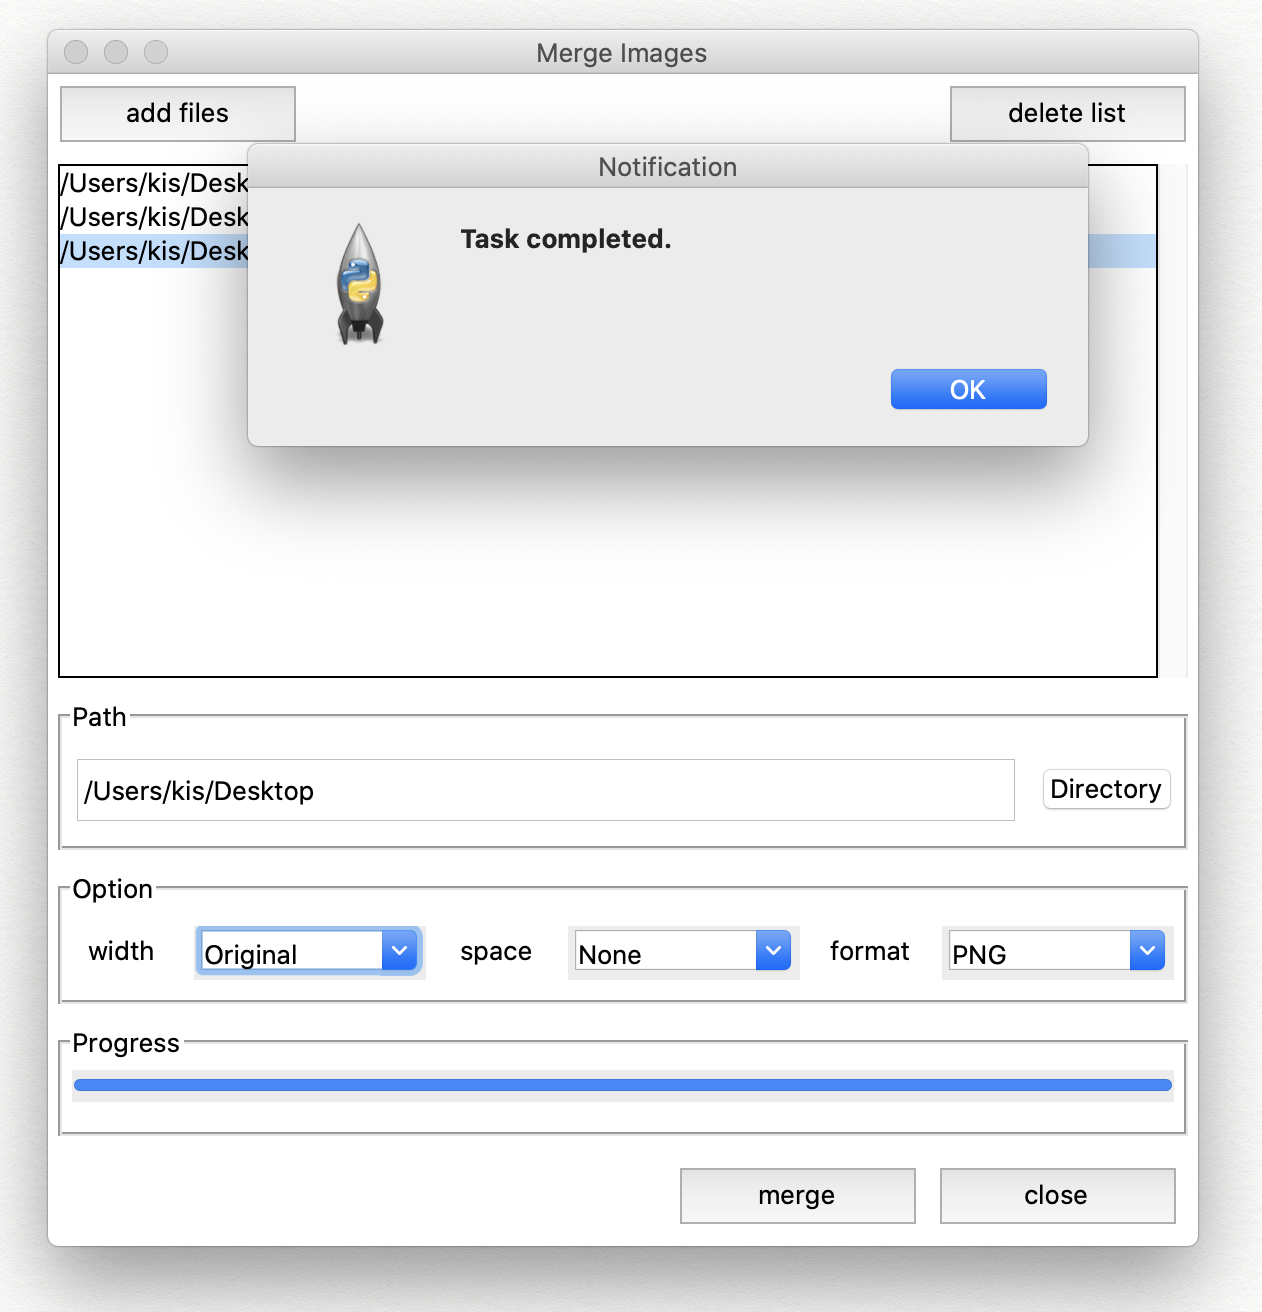 Merge Images
add files
delete list
Notification
/Users/kis/Desk
/Users/kis/Desk
/Users/kis/Desk
Task completed.
OK
Path
/Users/kis/Desktop
Directory
Option
width
Original
space
None
format
PNG
Progress
merge
close